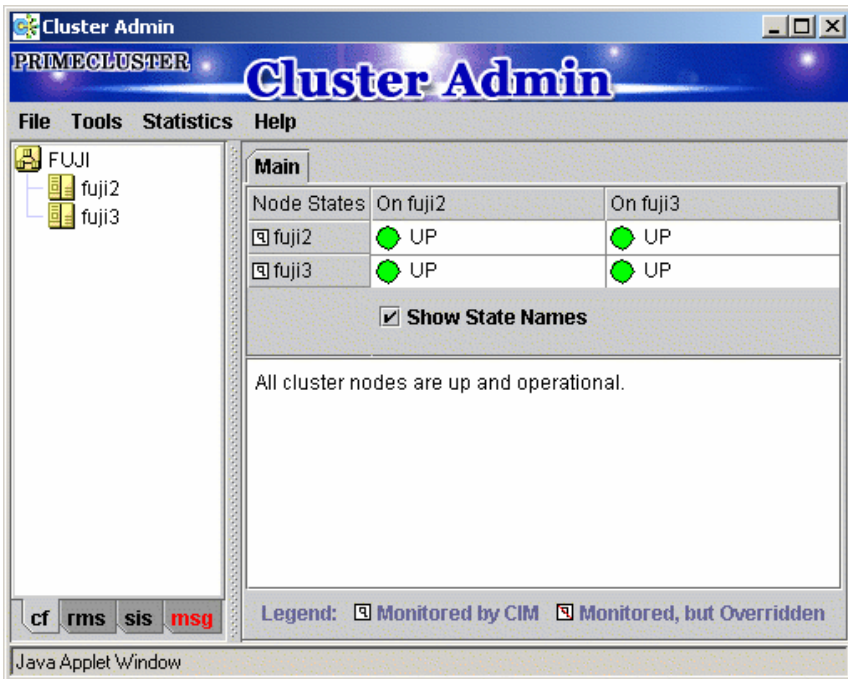 Cluster Admin
PRIMECLUSTER
Cluster Admin
File Tools Statistics Help
FUJI
fuji2
fuji3
Main
Node States On fuji2 On fuji3
fuji2 UP UP
fuji3 UP UP
Show State Names
All cluster nodes are up and operational.
cf rms sis msg
Legend: Monitored by CIM Monitored, but Overridden
Java Applet Window